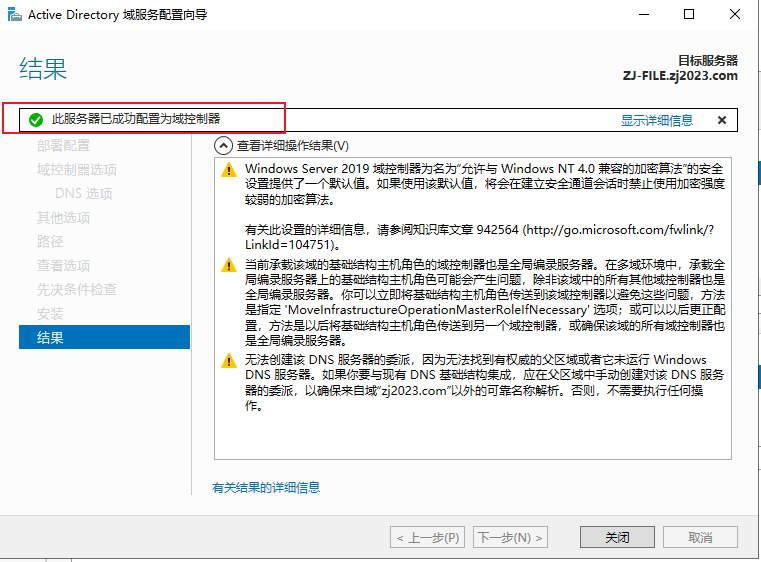 Active Directory 域服务配置向导
结果
目标服务器
ZJ-FILE.zj2023.com
此服务器已成功配置为域控制器
显示详细信息
部署配置
域控制器选项
DNS 选项
其他选项
路径
查看选项
先决条件检查
安装
结果
查看详细操作结果(V)
Windows Server 2019 域控制器为名为“允许与 Windows NT 4.0 兼容的加密算法”的安全
设置提供了一个默认值。如果使用该默认值，将会在建立安全通道会话时禁止使用加密强度
较弱的加密算法。
有关此设置的详细信息，请参阅知识库文章 942564 (http://go.microsoft.com/fwlink/?
LinkId=104751)。
当前承载该域的基础结构主机角色的域控制器也是全局编录服务器。在多域环境中，承载全
局编录服务器上的基础结构主机角色可能会产生问题，除非该域中的所有其他域控制器也是
全局编录服务器。你可以立即将基础结构主机角色传送到该域控制器以避免这些问题，方法
是指定 'MoveInfrastructureOperationMasterRoleIfNecessary' 选项；或可以以后更正配
置，方法是以后将基础结构主机角色传送到另一个域控制器，或确保该域的所有域控制器也
是全局编录服务器。
无法创建该 DNS 服务器的委派，因为无法找到有权威的父区域或者它未运行 Windows
DNS 服务器。如果你要与现有 DNS 基础结构集成，应在父区域中手动创建对该 DNS 服务
器的委派，以确保来自域“zj2023.com”以外的可靠名称解析。否则，不需要执行任何操
作。
有关结果的详细信息
< 上一步(P)
下一步(N) >
关闭
取消